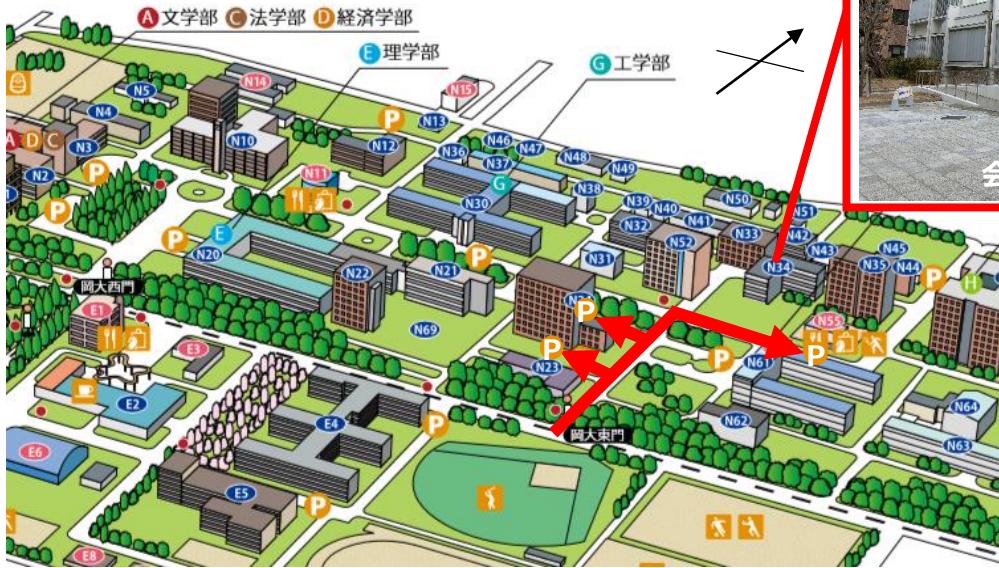 A 文学部 C 法学部 D 経済学部
E 理学部
G 工学部
N14
N15
N5
N4
N13
P
N46
N47
N10
N12
N36
N37
N48
N49
A D C
N3
N2
P
N11
G
N38
N50
N39
N40
N51
N30
N32
N41
N33
N42
P
P
E
N20
N22
N21
P
N31
N52
N43
N45
N34
N35
N44
P
H
岡大西門
E1
N69
P
N55
P
P
P
N23
N61
E3
E2
E4
P
岡大東門
N62
N64
N63
E6
E5
P
E8
会